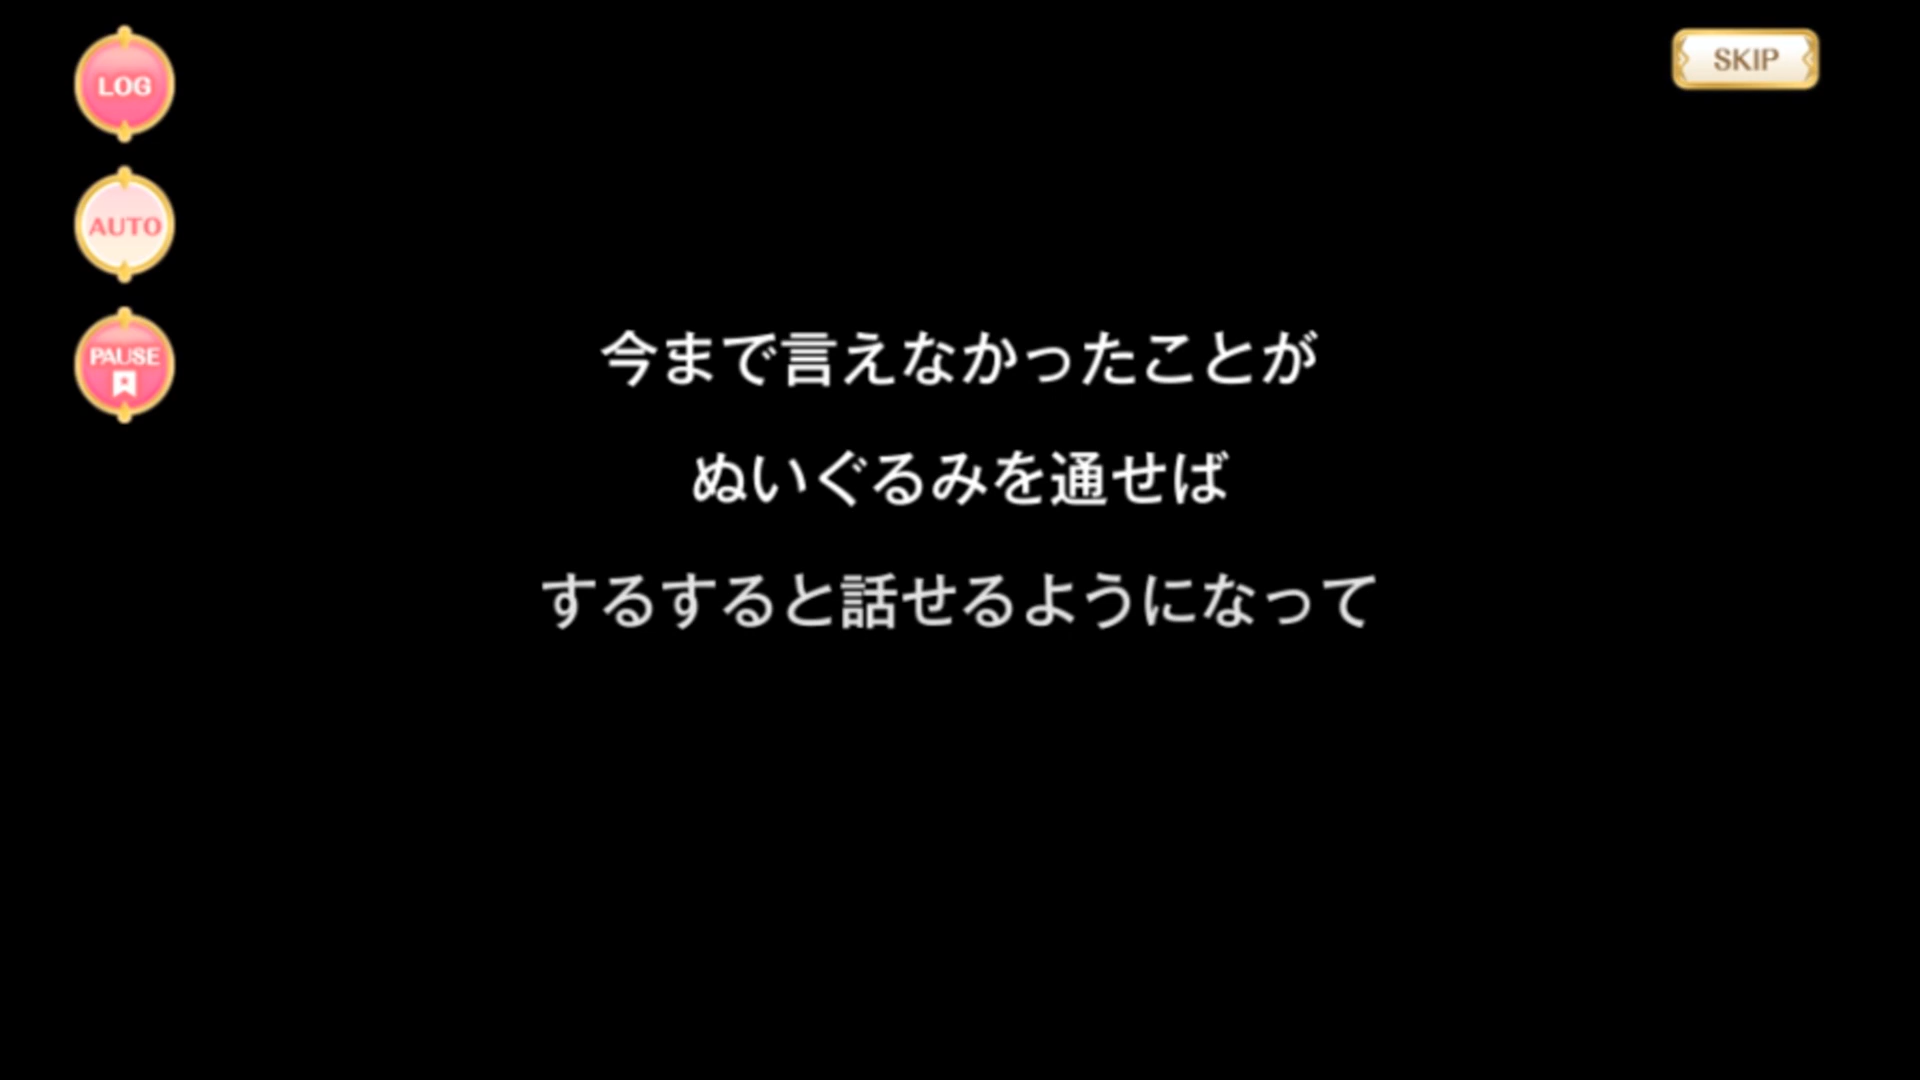 LOG
SKIP
AUTO
PAUSE
今まで言えなかったことが
ぬいぐるみを通せば
するすると話せるようになって